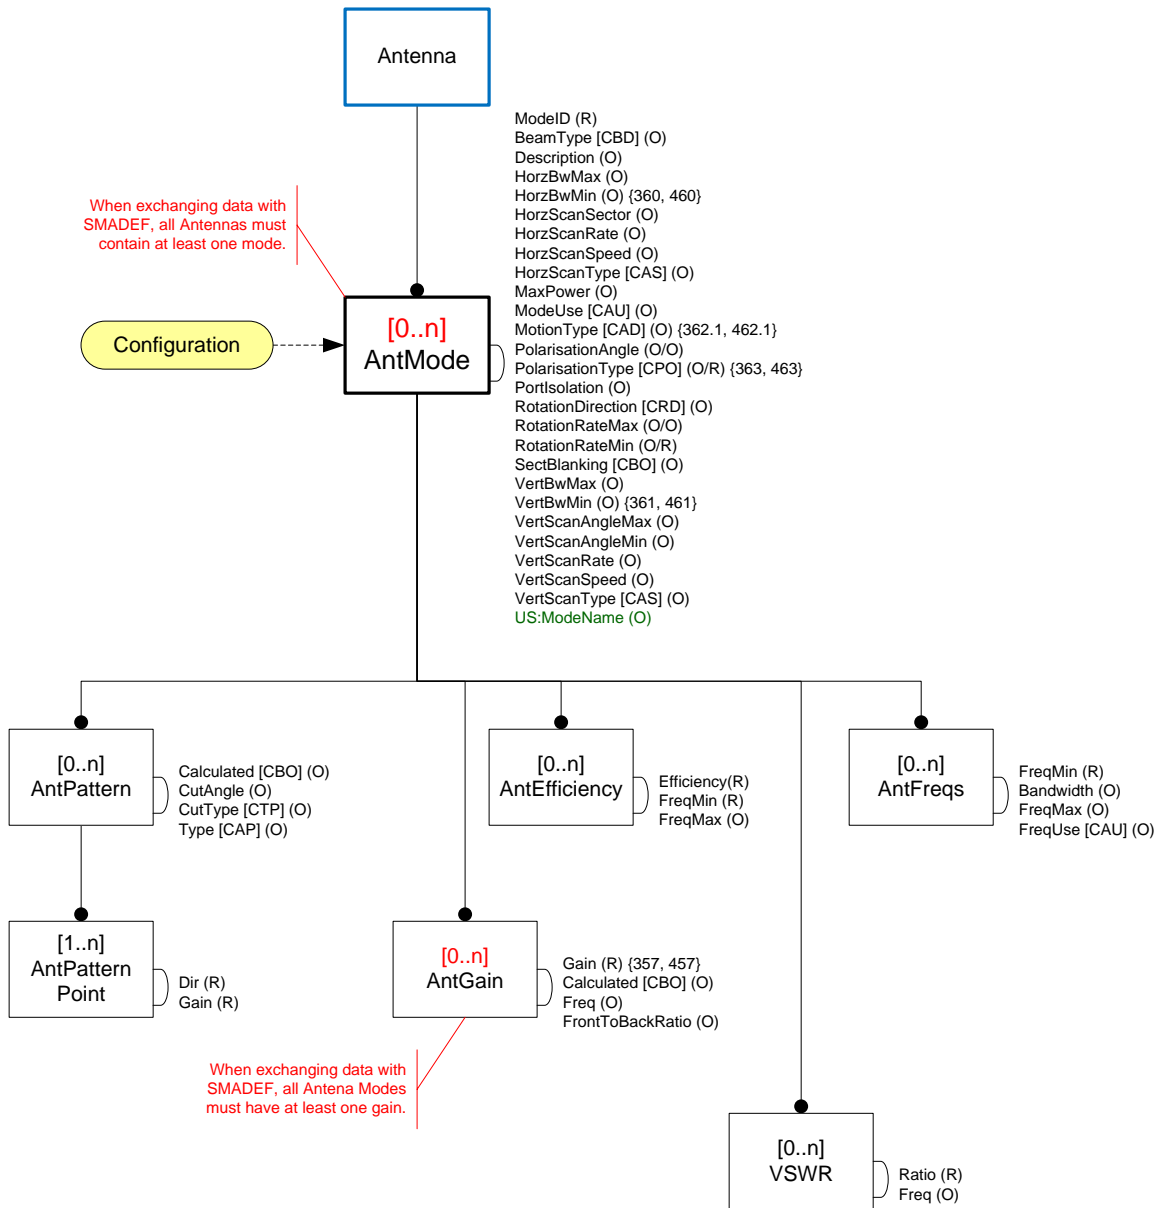 Antenna
ModeID (R)
BeamType [CBD] (O)
Description (O)
HorzBwMax (O)
HorzBwMin (O) {360, 460}
HorzScanSector (O)
HorzScanRate (O)
HorzScanSpeed (O)
HorzScanType [CAS] (O)
MaxPower (O)
ModeUse [CAU] (O)
MotionType [CAD] (O) {362.1, 462.1}
PolarisationAngle (O/O)
PolarisationType [CPO] (O/R) {363, 463}
PortIsolation (O)
RotationDirection [CRD] (O)
RotationRateMax (O/O)
RotationRateMin (O/R)
SectBlanking [CBO] (O)
VertBwMax (O)
VertBwMin (O) {361, 461}
VertScanAngleMax (O)
VertScanAngleMin (O)
VertScanRate (O)
VertScanSpeed (O)
VertScanType [CAS] (O)
US:ModeName (O)
When exchanging data with
SMADEF, all Antennas must
contain at least one mode.
Configuration
[0..n]
AntMode
[0..n]
AntPattern
Calculated [CBO] (O)
CutAngle (O)
CutType [CTP] (O)
Type [CAP] (O)
[0..n]
AntEfficiency
Efficiency(R)
FreqMin (R)
FreqMax (O)
[0..n]
AntFreqs
FreqMin (R)
Bandwidth (O)
FreqMax (O)
FreqUse [CAU] (O)
[1..n]
AntPattern
Point
Dir (R)
Gain (R)
[0..n]
AntGain
Gain (R) {357, 457}
Calculated [CBO] (O)
Freq (O)
FrontToBackRatio (O)
When exchanging data with
SMADEF, all Antena Modes
must have at least one gain.
[0..n]
VSWR
Ratio (R)
Freq (O)